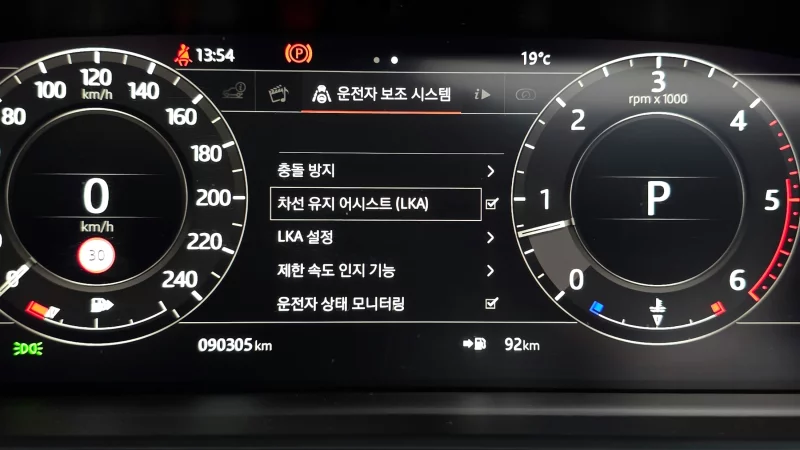 13:54
P
19°c
운전자 보조 시스템
i
80
100
120
km/h
140
160
180
200
220
240
0
km/h
30
충돌 방지
차선 유지 어시스트 (LKA)
LKA 설정
제한 속도 인지 기능
운전자 상태 모니터링
3
rpm x 1000
2
4
1
5
0
6
P
090305 km
92km